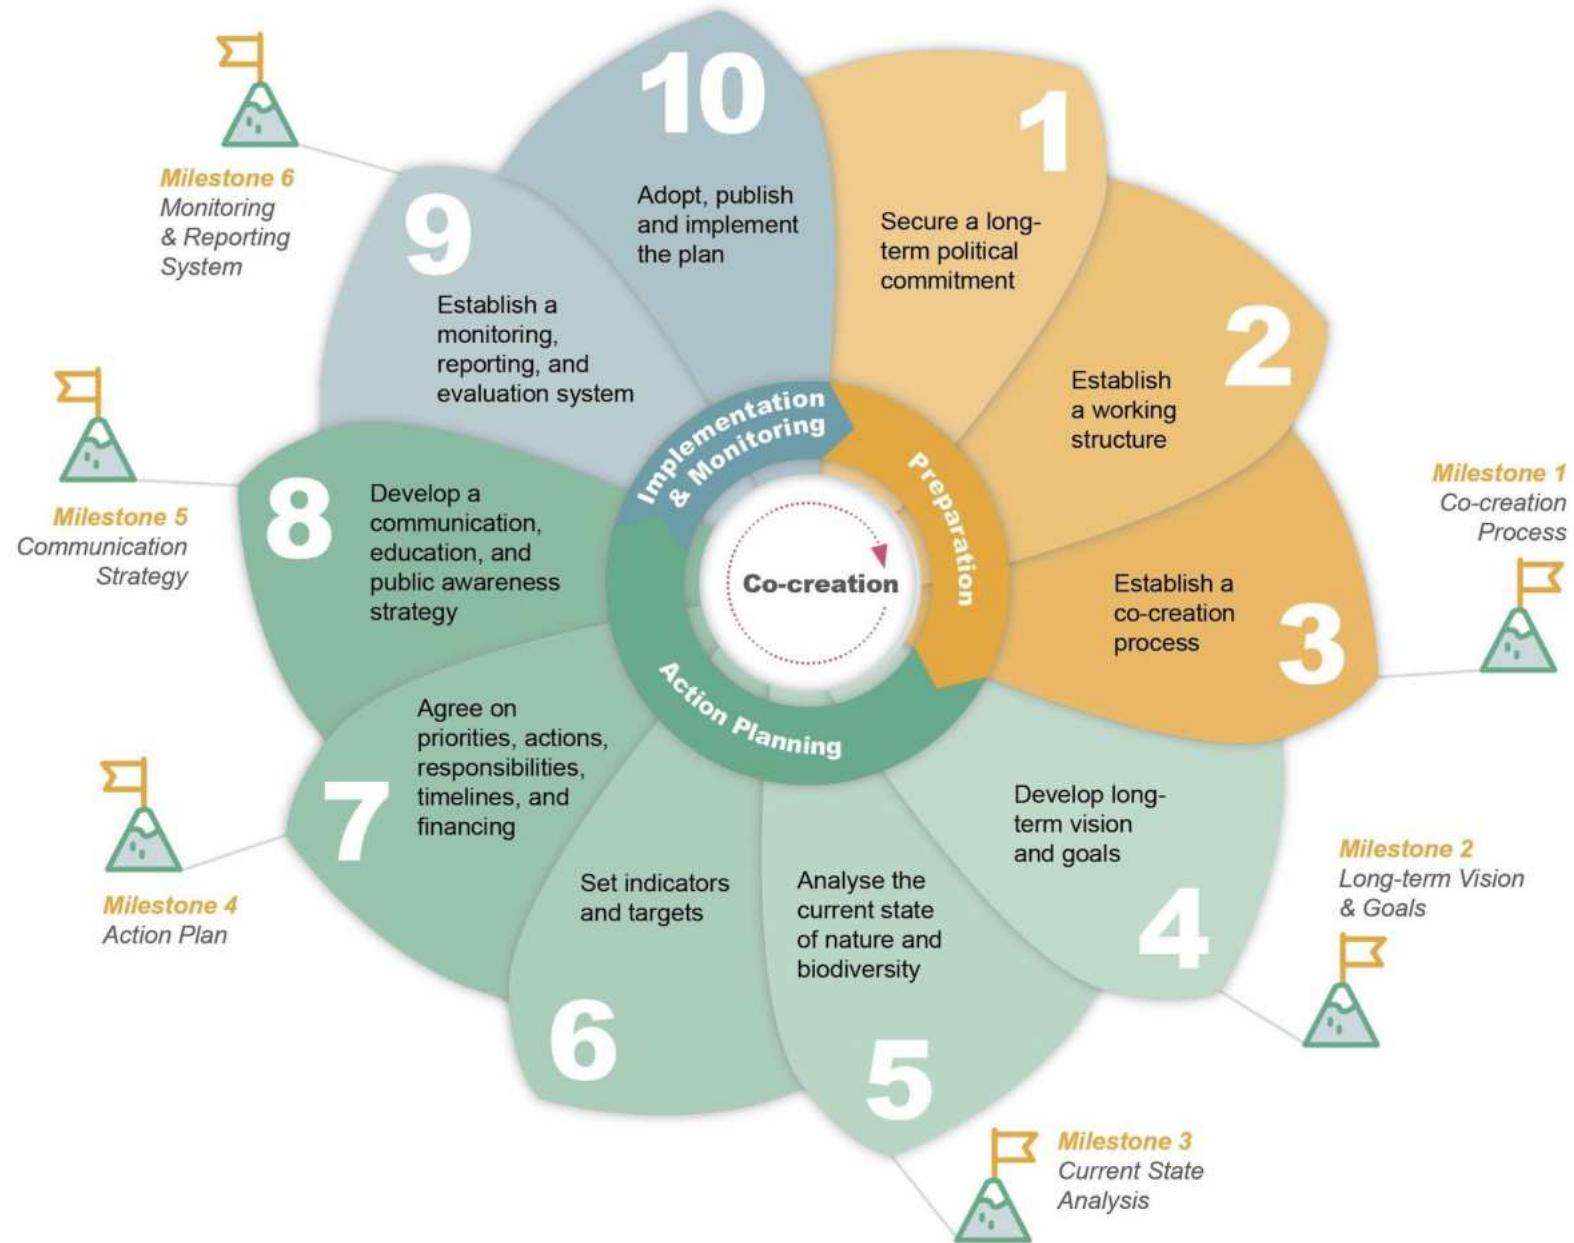 10
Adopt, publish
and implement
the plan
1
Secure a long-
term political
commitment
2
Establish
a working
structure
3
Establish a
co-creation
process
Milestone 1
Co-creation
Process
4
Develop long-
term vision
and goals
Milestone 2
Long-term Vision
& Goals
5
Analyse the
current state
of nature and
biodiversity
Milestone 3
Current State
Analysis
6
Set indicators
and targets
7
Agree on
priorities, actions,
responsibilities,
timelines, and
financing
Milestone 4
Action Plan
8
Develop a
communication,
education, and
public awareness
strategy
Milestone 5
Communication
Strategy
9
Establish a
monitoring,
reporting, and
evaluation system
Milestone 6
Monitoring
& Reporting
System
Implementation
& Monitoring
Preparation
Action Planning
Co-creation